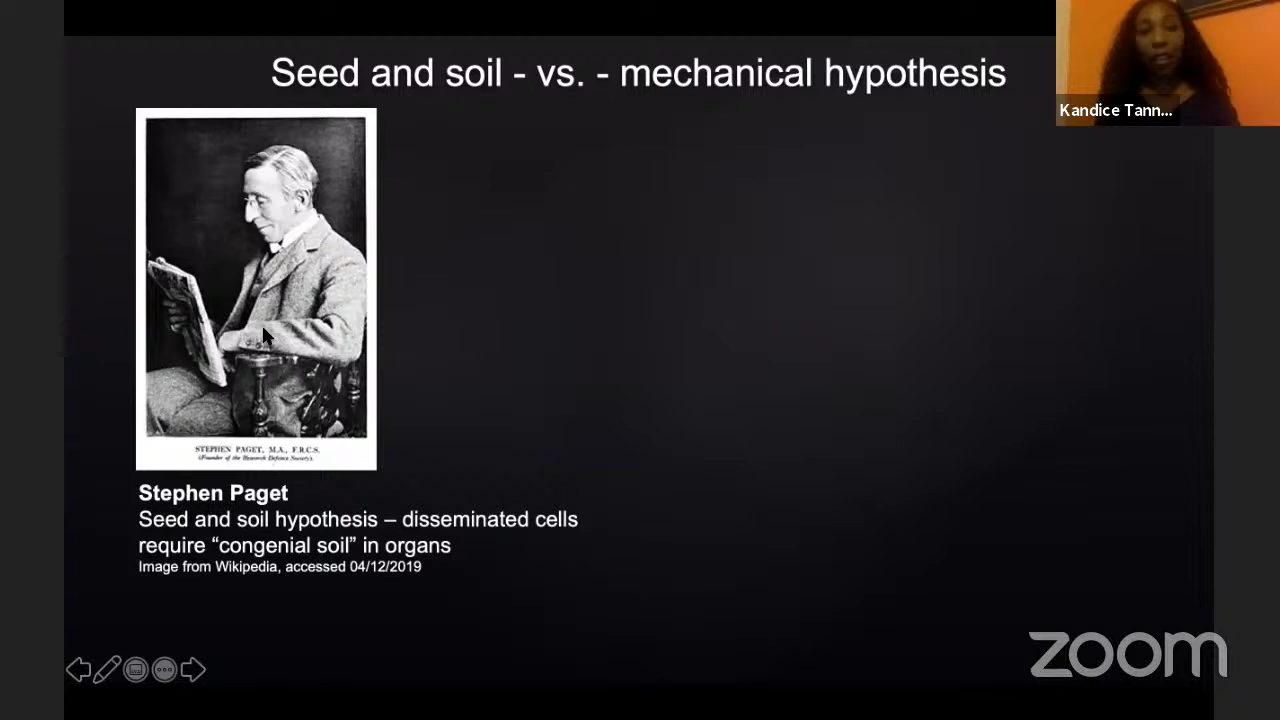 Seed and soil - vs. - mechanical hypothesis
Kandice Tann...
STEPHEN PAGET, M.A., F.R.C.S.
(Founder of the Research Defence Society).
Stephen Paget
Seed and soil hypothesis – disseminated cells
require “congenial soil” in organs
Image from Wikipedia, accessed 04/12/2019
zoom